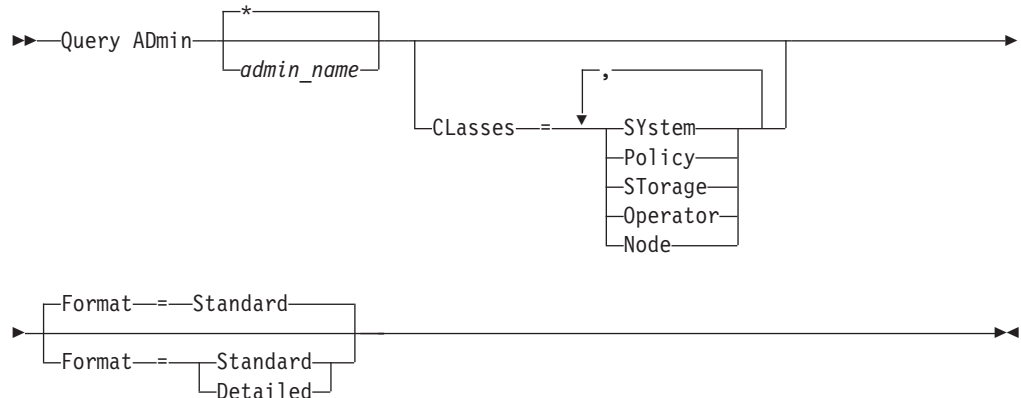 *
Query ADmin
admin_name
,
CLasses = SYstem
Policy
STorage
Operator
Node
Format = Standard
Format = Standard
Detailed